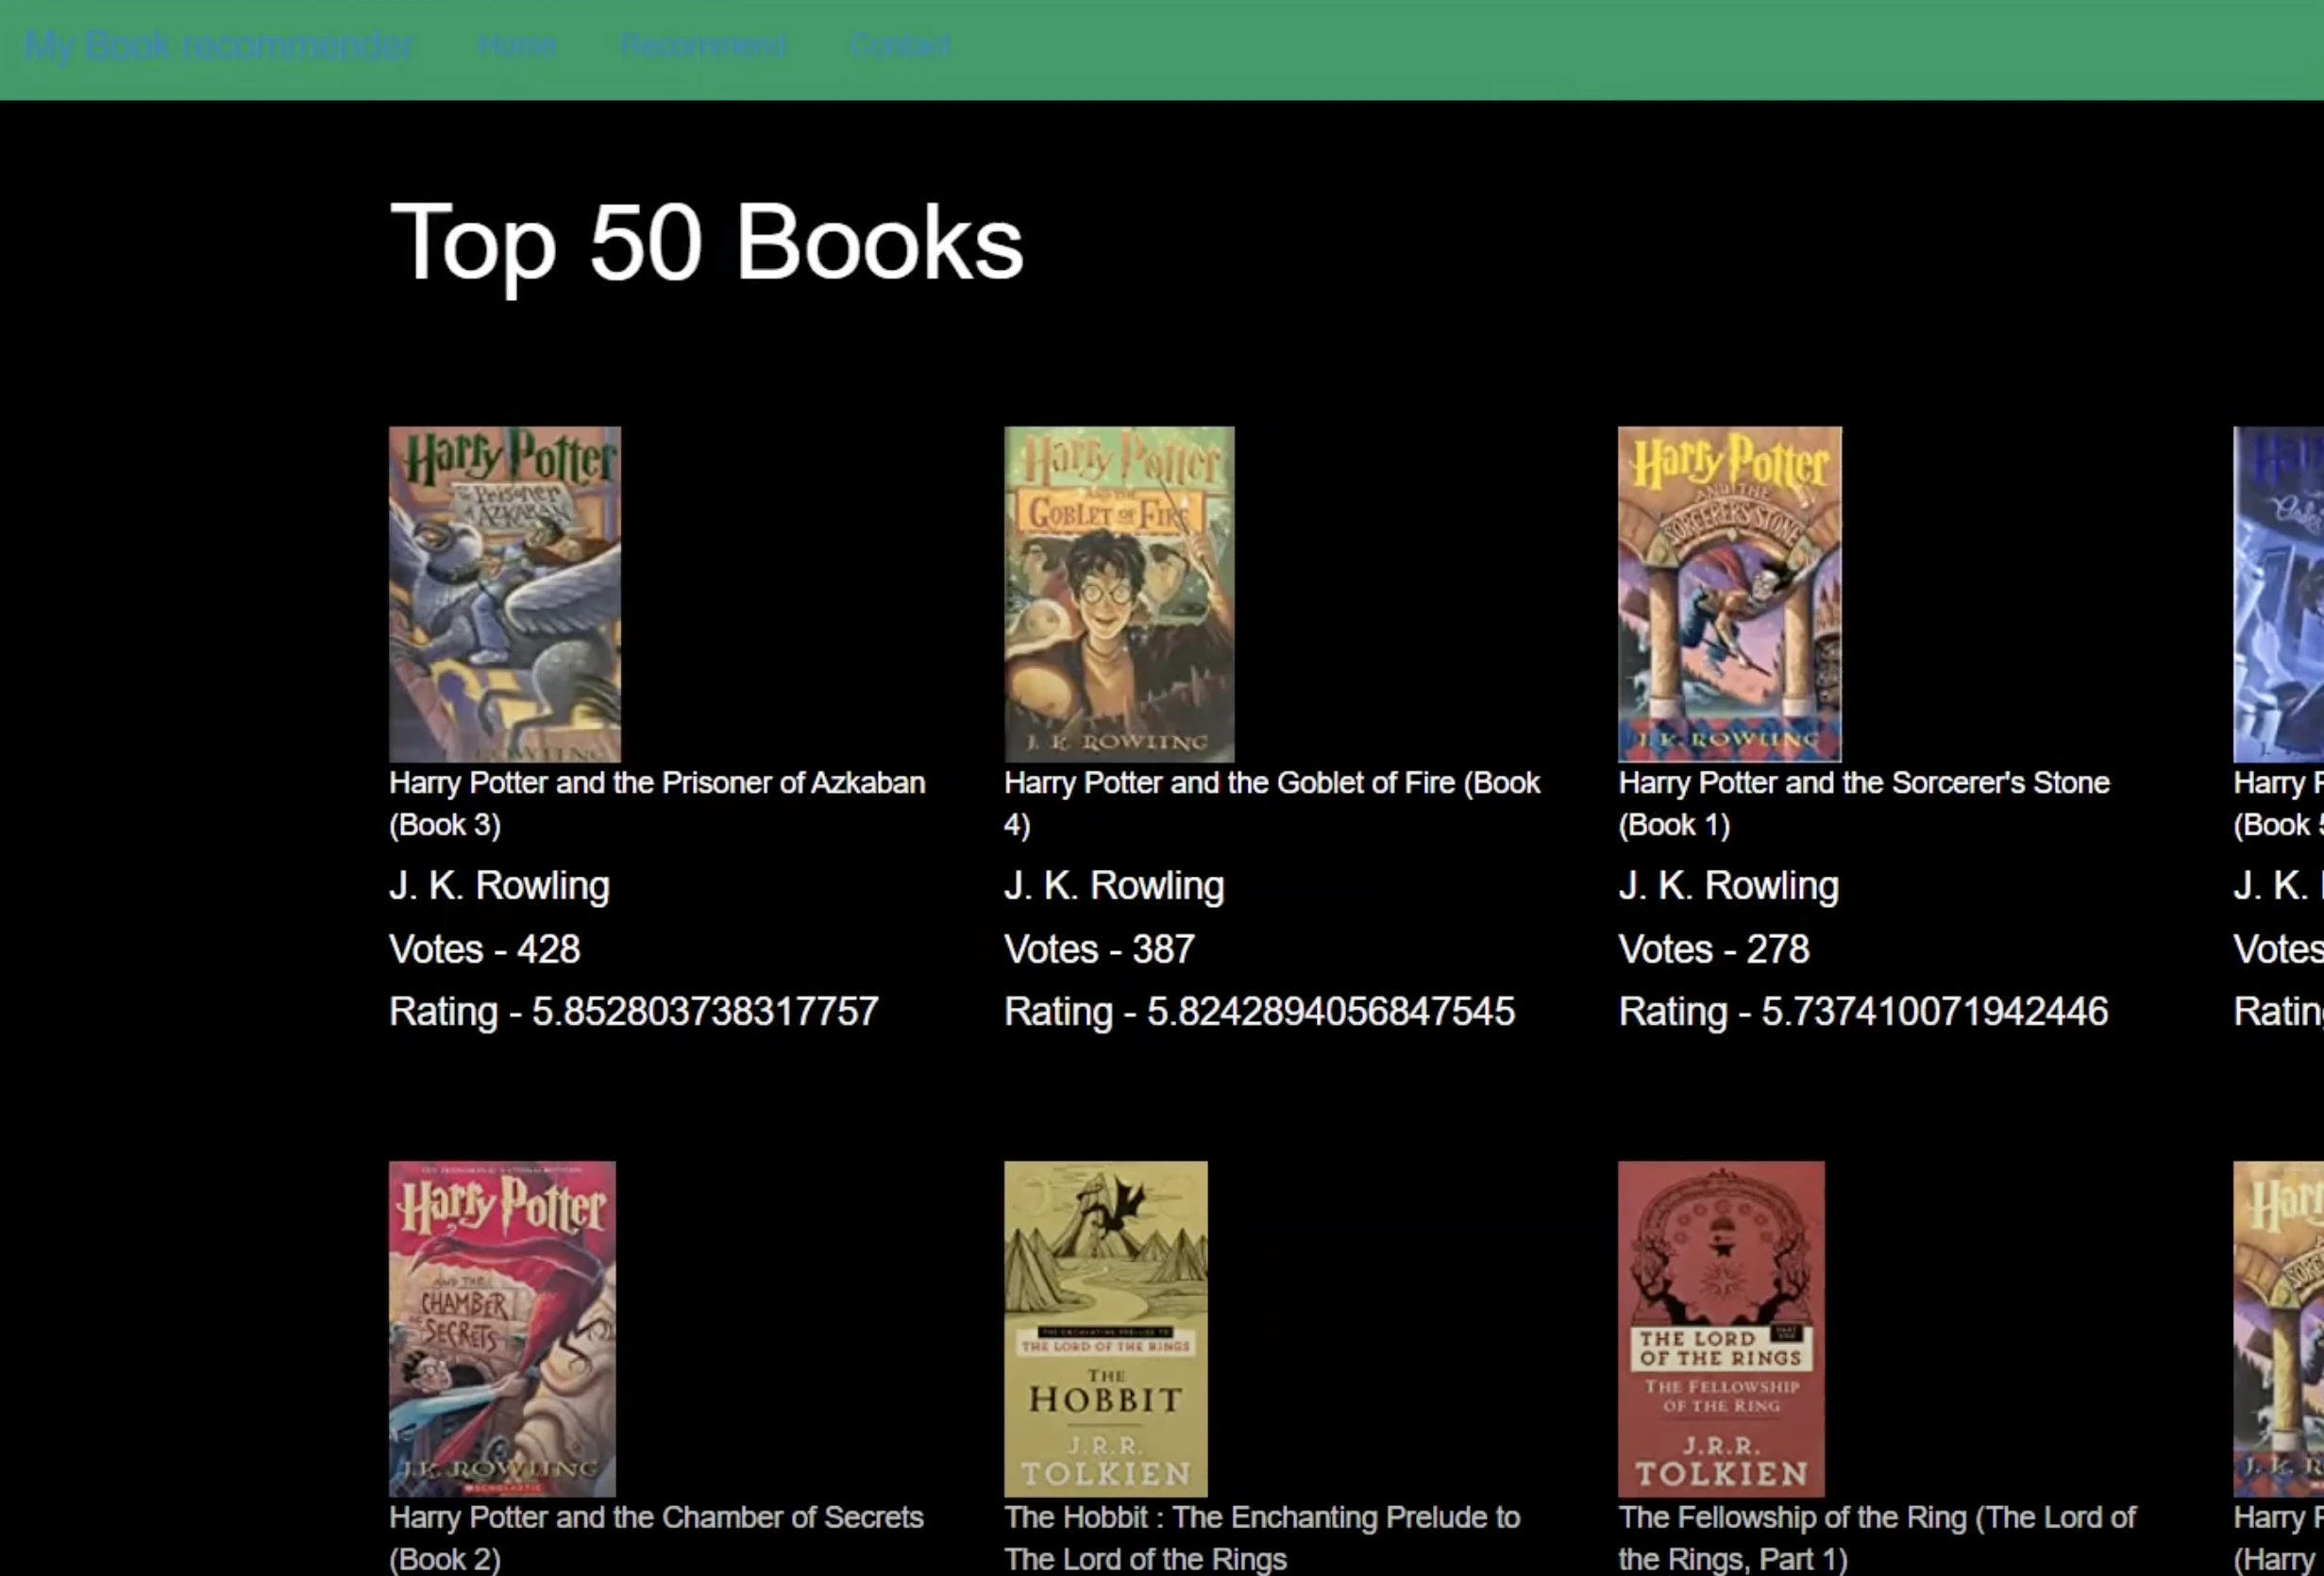 My Book recommender Home Recommend Contact
Top 50 Books
Harry Potter
Prisoner
of AZKABAN
Harry Potter
AND THE
GOBLET OF FIRE
J. K. ROWLING
Harry Potter
AND THE
SORCERER'S STONE
J. K. ROWLING
Harry Potter and the Prisoner of Azkaban
(Book 3)
J. K. Rowling
Votes - 428
Rating - 5.852803738317757
Harry Potter and the Goblet of Fire (Book
4)
J. K. Rowling
Votes - 387
Rating - 5.8242894056847545
Harry Potter and the Sorcerer's Stone
(Book 1)
J. K. Rowling
Votes - 278
Rating - 5.737410071942446
Harry
(Book
J. K.
Votes
Harry Potter
AND THE
CHAMBER
OF SECRETS
J. K. ROWLING
SCHOLASTIC
THE ENCHANTING PRELUDE TO
THE LORD OF THE RINGS
THE
HOBBIT
J.R.R.
TOLKIEN
THE LORD
OF THE RINGS
THE FELLOWSHIP
OF THE RING
J.R.R.
TOLKIEN
J. K.
Harry Potter and the Chamber of Secrets
(Book 2)
The Hobbit : The Enchanting Prelude to
The Lord of the Rings
The Fellowship of the Ring (The Lord of
the Rings, Part 1)
Harry
(Harry